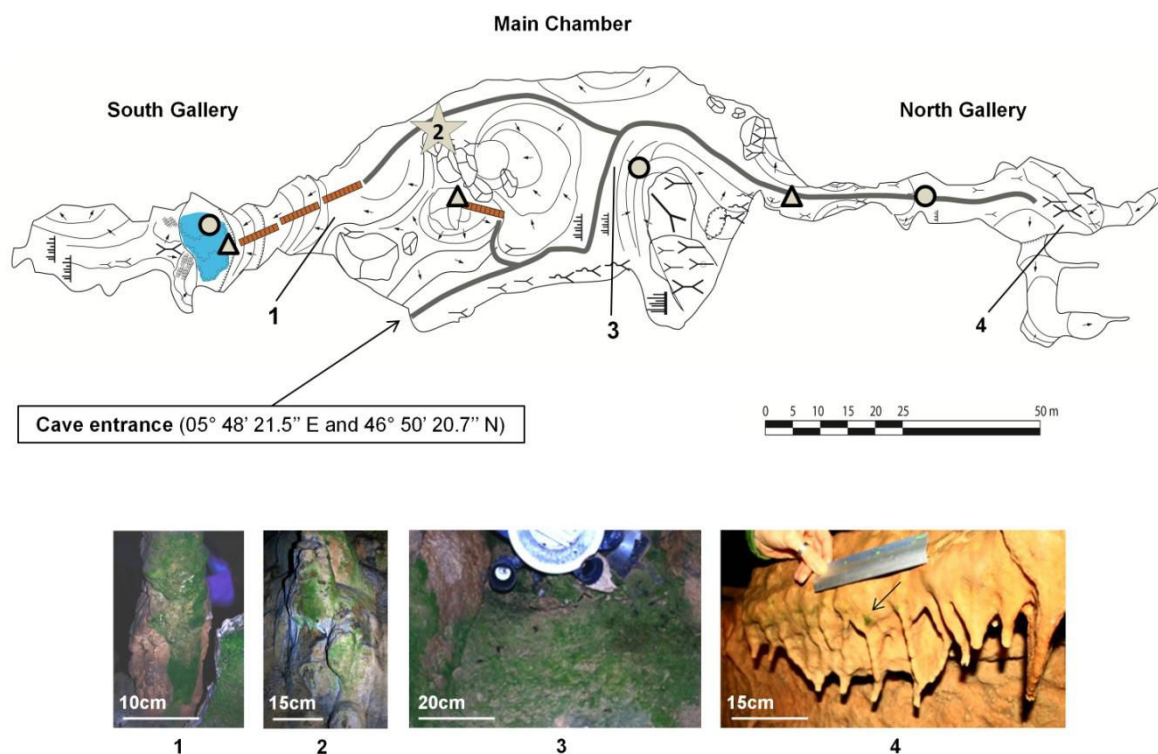 Main Chamber
South Gallery
North Gallery
2
1
3
4
Cave entrance (05° 48’ 21.5’’ E and 46° 50’ 20.7’’ N)
0 5 10 15 20 25 50 m
10cm
15cm
20cm
15cm
1
2
3
4